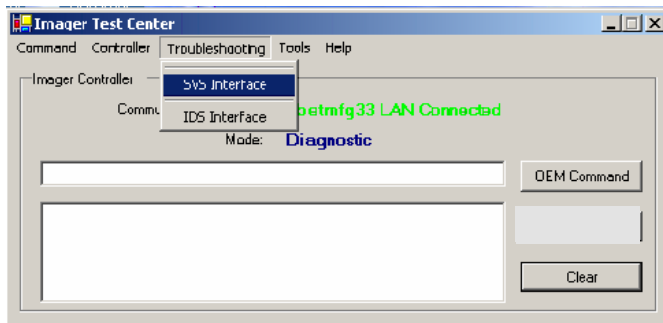 Imager Test Center
Command Controller Troubleshooting Tools Help
Imager Controller
SVS Interface
IDS Interface
LAN Connected
Mode: Diagnostic
OEM Command
Clear